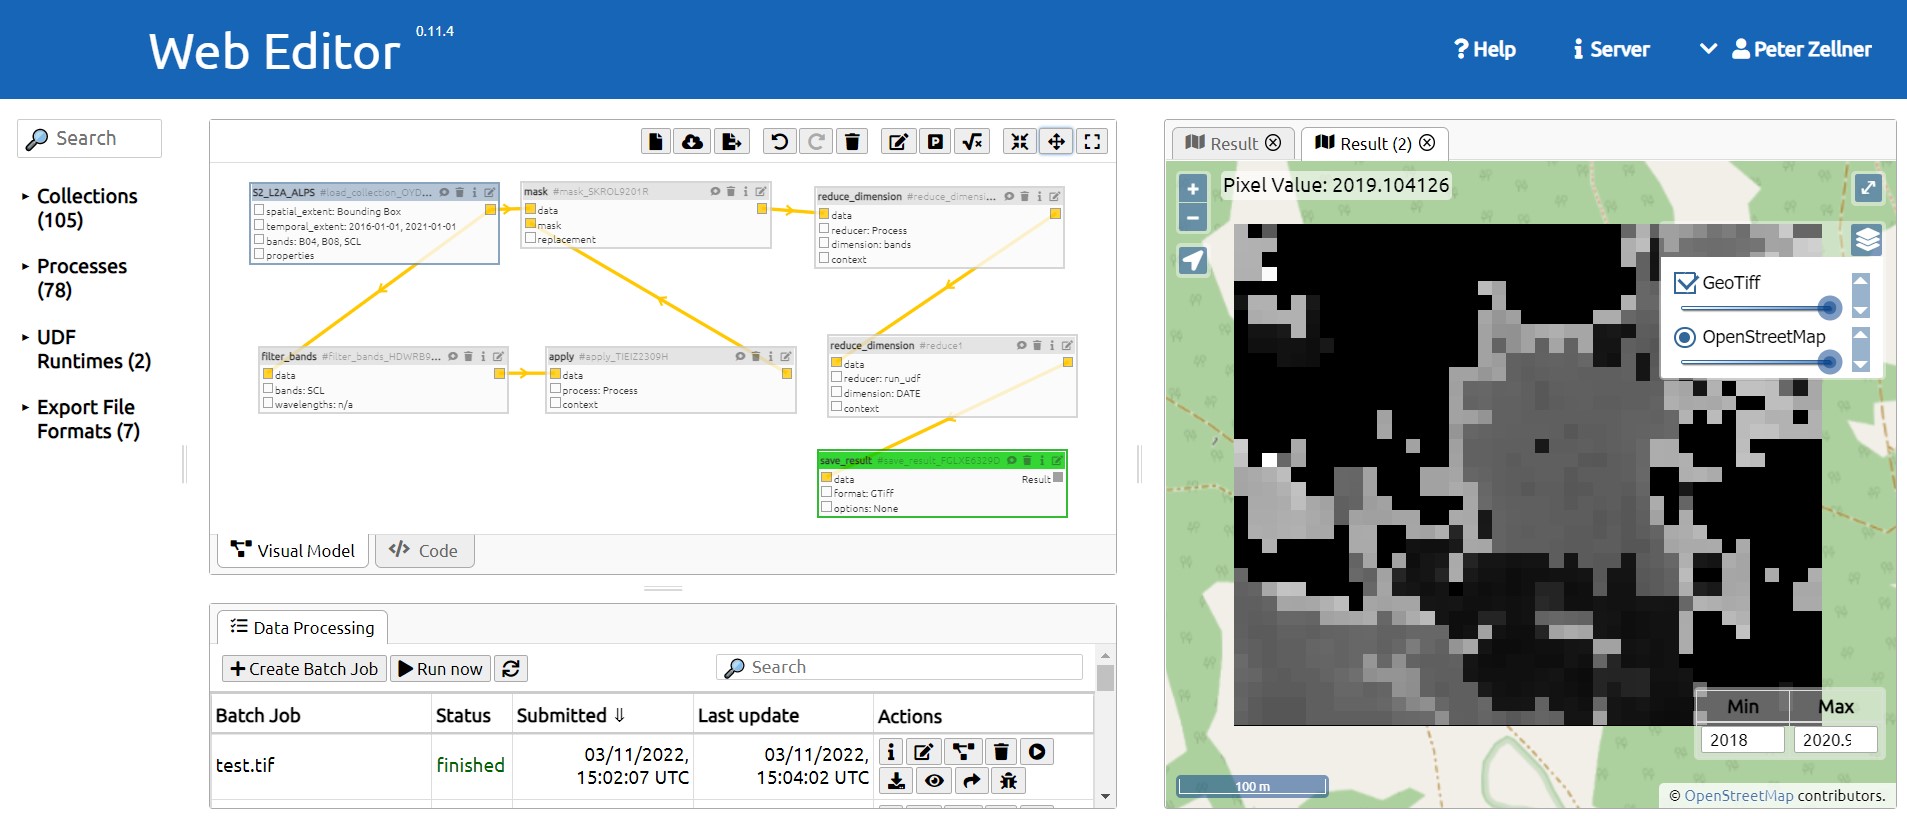 Web Editor 0.11.4
Help
Server
Peter Zellner
Search
Collections
(105)
Processes
(78)
UDF
Runtimes (2)
Export File
Formats (7)
S2_L2A_ALPS #load_collection_OYD...
spatial_extent: Bounding Box
temporal_extent: 2016-01-01, 2021-01-01
bands: B04, B08, SCL
properties
mask #mask_SKROL9201R
data
mask
replacement
reduce_dimension #reduce_dimensi...
data
reducer: Process
dimension: bands
context
filter_bands #filter_bands_HDWRB9...
data
bands: SCL
wavelengths: n/a
apply #apply_TIEIZ2309H
data
process: Process
context
reduce_dimension #reduce1
data
reducer: run_udf
dimension: DATE
context
save_result #save_result_FGLXE6329D
data
Result
format: GTiff
options: None
Visual Model
Code
Data Processing
Create Batch Job
Run now
Search
Batch Job
Status
Submitted ⇓
Last update
Actions
test.tif
finished
03/11/2022,
15:02:07 UTC
03/11/2022,
15:04:02 UTC
Result
Result (2)
+
−
Pixel Value: 2019.104126
GeoTiff
OpenStreetMap
Min
Max
2018
2020.9
100 m
© OpenStreetMap contributors.